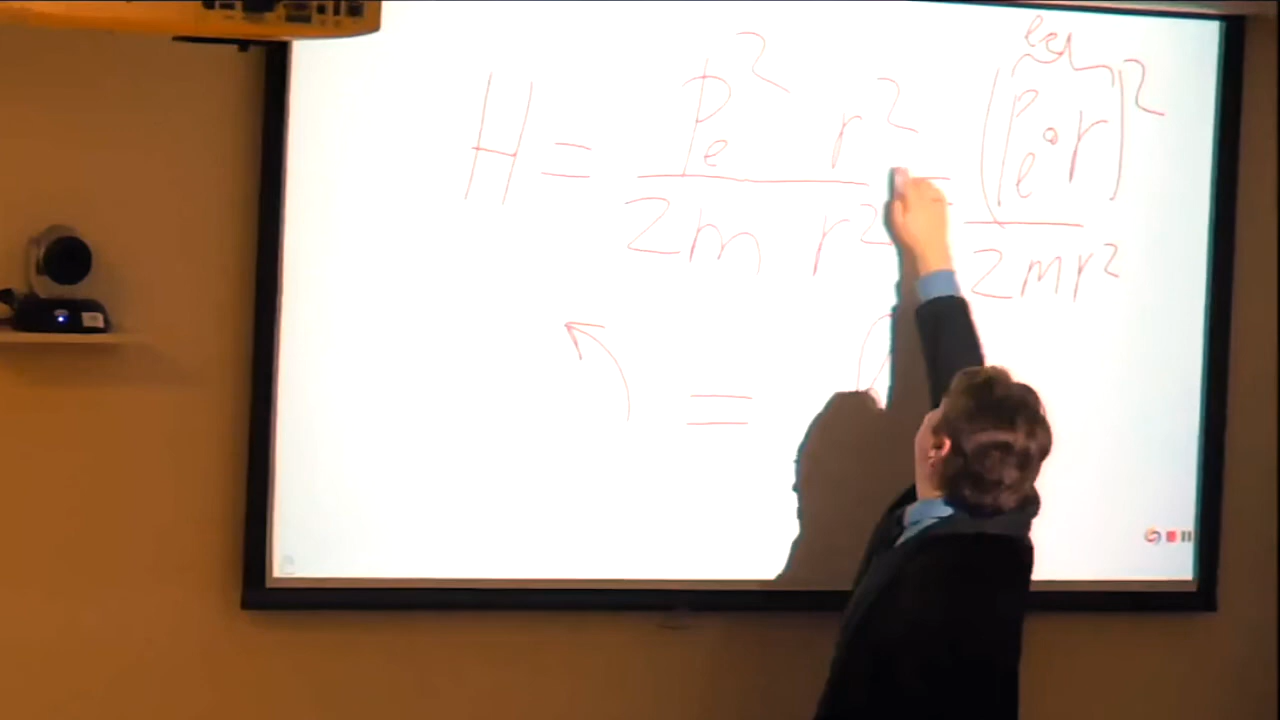 H = p_e² r² / 2m r² = (p_e · r)² / 2mr²
=